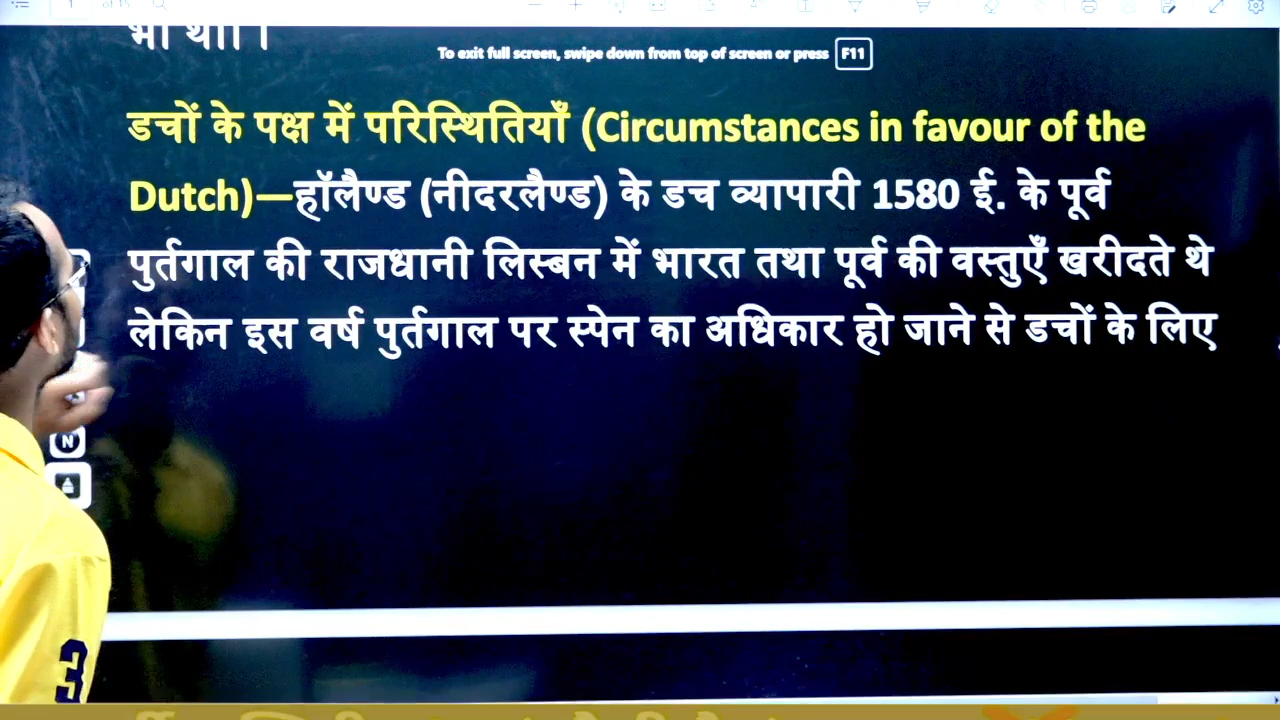 To exit full screen, swipe down from top of screen or press F11
डचों के पक्ष में परिस्थितियाँ (Circumstances in favour of the
Dutch)—हॉलैण्ड (नीदरलैण्ड) के डच व्यापारी 1580 ई. के पूर्व
पुर्तगाल की राजधानी लिस्बन में भारत तथा पूर्व की वस्तुएँ खरीदते थे
लेकिन इस वर्ष पुर्तगाल पर स्पेन का अधिकार हो जाने से डचों के लिए
N
3